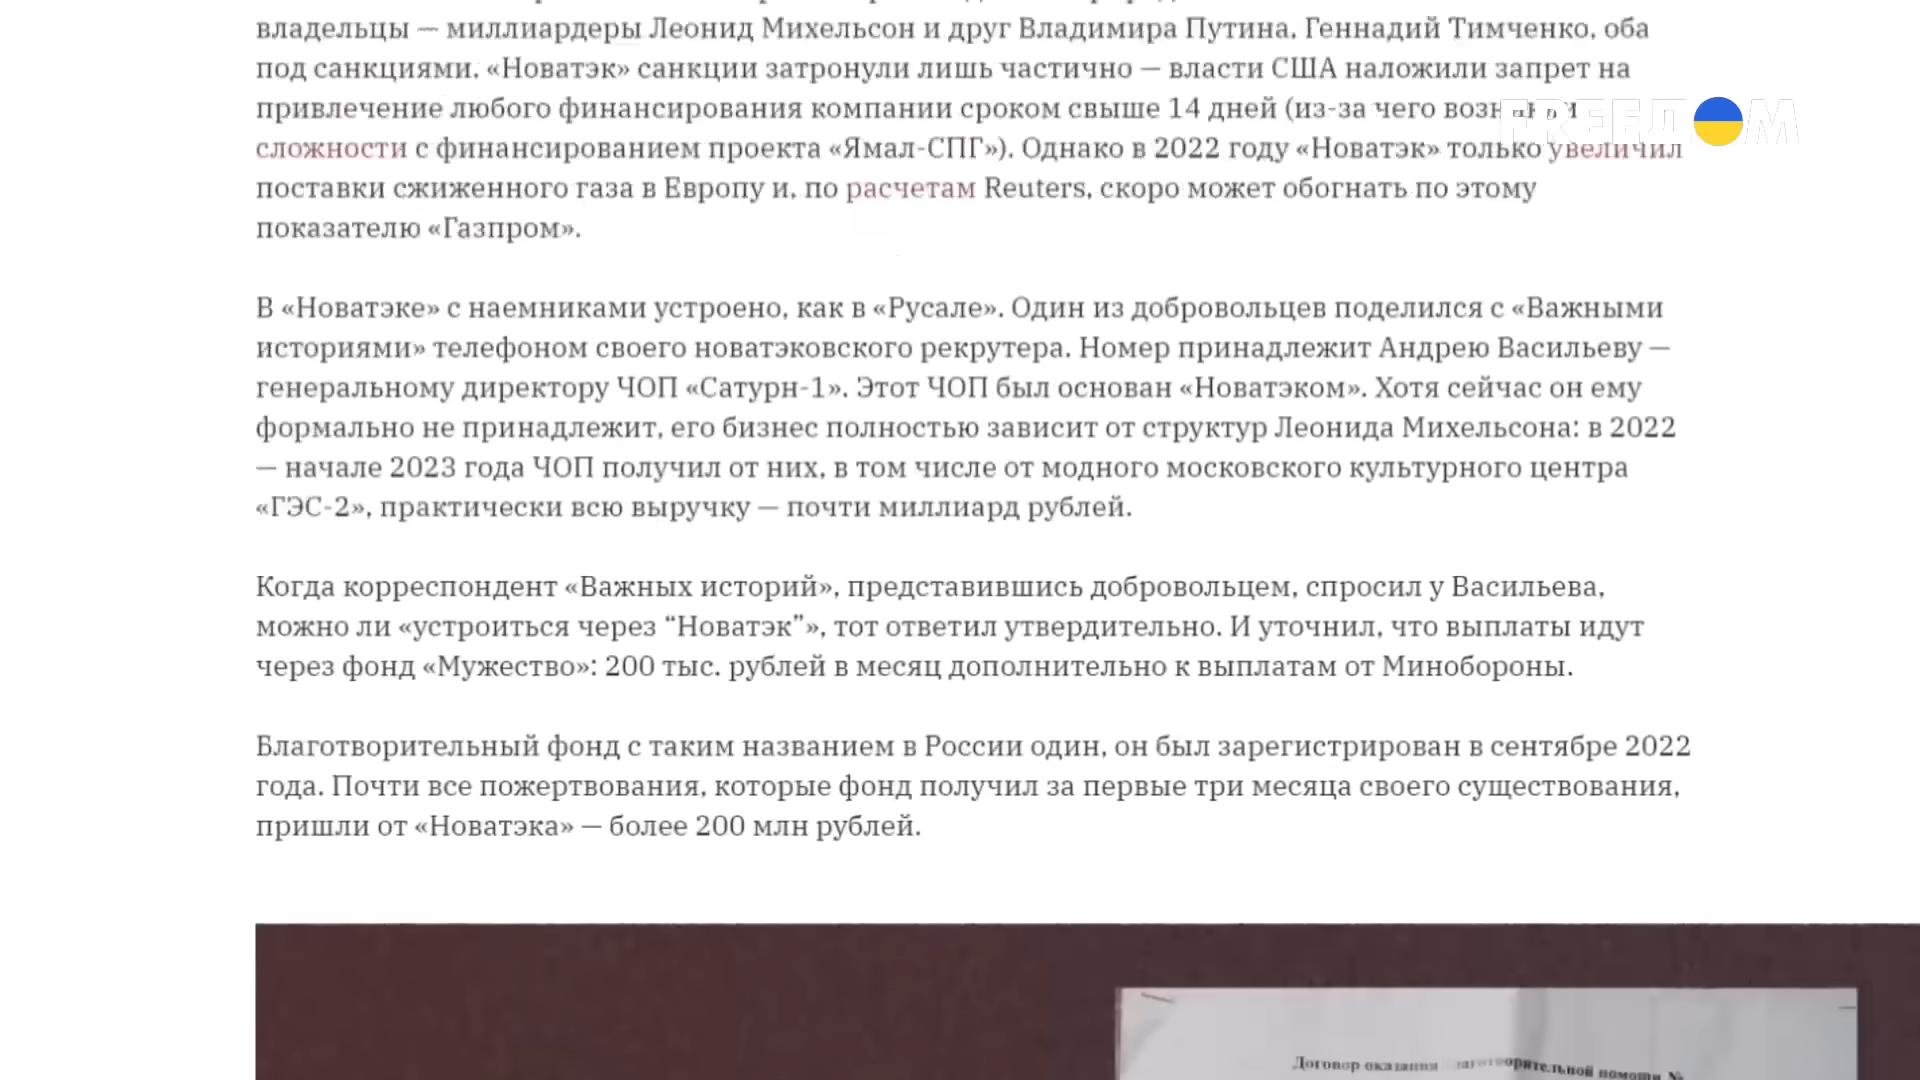 владельцы — миллиардеры Леонид Михельсон и друг Владимира Путина, Геннадий Тимченко, оба
под санкциями. «Новатэк» санкции затронули лишь частично — власти США наложили запрет на
привлечение любого финансирования компании сроком свыше 14 дней (из-за чего возникли
FREEДOM
сложности с финансированием проекта «Ямал-СПГ»). Однако в 2022 году «Новатэк» только увеличил
поставки сжиженного газа в Европу и, по расчетам Reuters, скоро может обогнать по этому
показателю «Газпром».
В «Новатэке» с наемниками устроено, как в «Русале». Один из добровольцев поделился с «Важными
историями» телефоном своего новатэковского рекрутера. Номер принадлежит Андрею Васильеву —
генеральному директору ЧОП «Сатурн-1». Этот ЧОП был основан «Новатэком». Хотя сейчас он ему
формально не принадлежит, его бизнес полностью зависит от структур Леонида Михельсона: в 2022
— начале 2023 года ЧОП получил от них, в том числе от модного московского культурного центра
«ГЭС-2», практически всю выручку — почти миллиард рублей.
Когда корреспондент «Важных историй», представившись добровольцем, спросил у Васильева,
можно ли «устроиться через “Новатэк”», тот ответил утвердительно. И уточнил, что выплаты идут
через фонд «Мужество»: 200 тыс. рублей в месяц дополнительно к выплатам от Минобороны.
Благотворительный фонд с таким названием в России один, он был зарегистрирован в сентябре 2022
года. Почти все пожертвования, которые фонд получил за первые три месяца своего существования,
пришли от «Новатэка» — более 200 млн рублей.
Договор оказания благотворительной помощи №